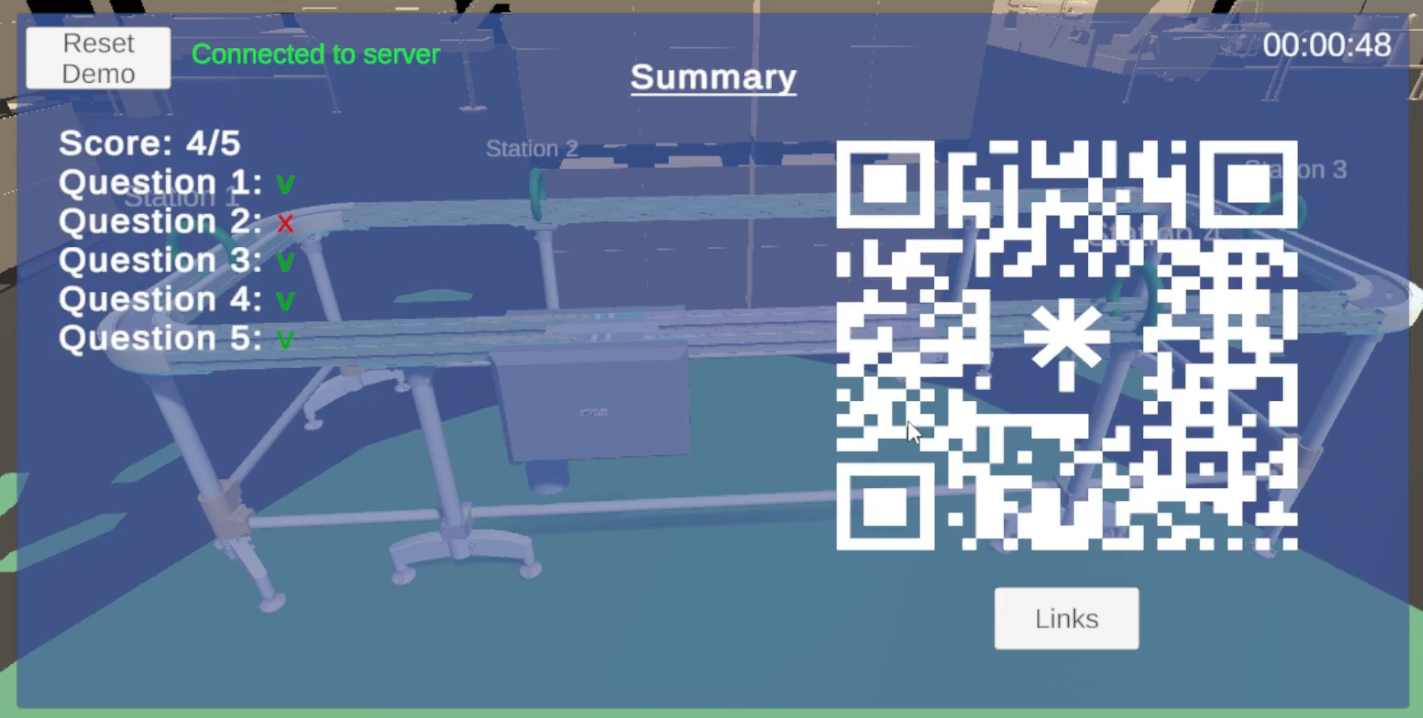 Reset
Demo
Connected to server
00:00:48
Summary
Score: 4/5
Question 1: v
Question 2: x
Question 3: v
Question 4: v
Question 5: v
Station 1
Station 2
Station 3
Station 4
Links